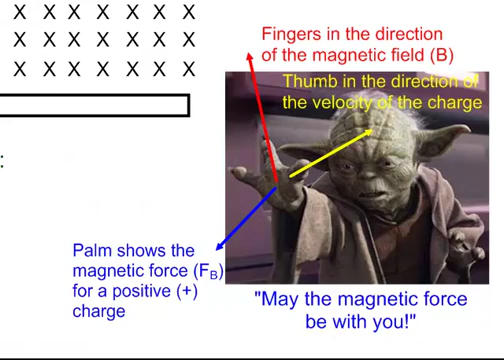 X X X X X X X
X X X X X X X
X X X X X X X
Fingers in the direction
of the magnetic field (B)
Thumb in the direction of
the velocity of the charge
:
Palm shows the
magnetic force (F_B)
for a positive (+)
charge
"May the magnetic force
be with you!"